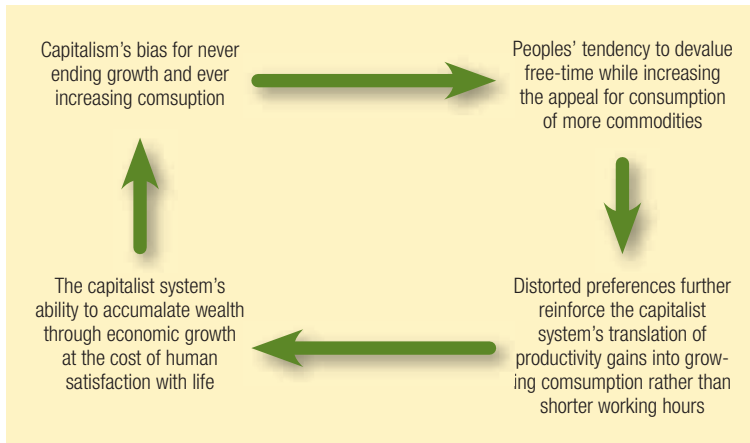 Capitalism's bias for never
ending growth and ever
increasing comsuption
Peoples' tendency to devalue
free-time while increasing
the appeal for consumption
of more commodities
Distorted preferences further
reinforce the capitalist
system's translation of
productivity gains into grow-
ing comsumption rather than
shorter working hours
The capitalist system's
ability to accumalate wealth
through economic growth
at the cost of human
satisfaction with life